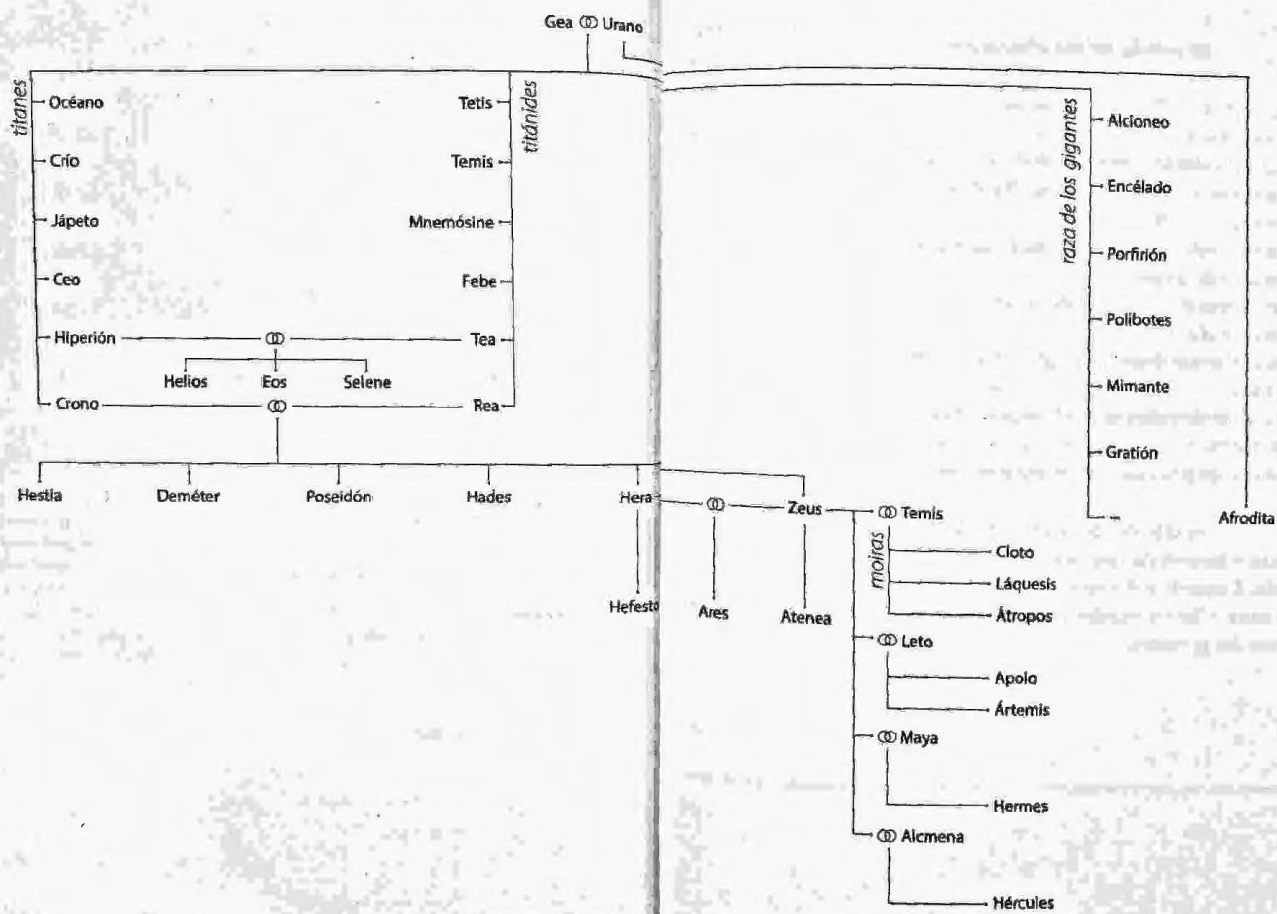 Gea Urano
titanes
titánides
Océano
Tetis
Crío
Temis
Jápeto
Mnemósine
Ceo
Febe
Hiperión
Tea
Helios Eos Selene
Crono
Rea
raza de los gigantes
Alcioneo
Encélado
Porfirión
Polibotes
Mimante
Gratión
...
Afrodita
Hestia Deméter Poseidón Hades Hera
Zeus
Temis
moiras
Cloto
Láquesis
Átropos
Hefesto
Ares
Atenea
Leto
Apolo
Ártemis
Maya
Hermes
Alcmena
Hércules